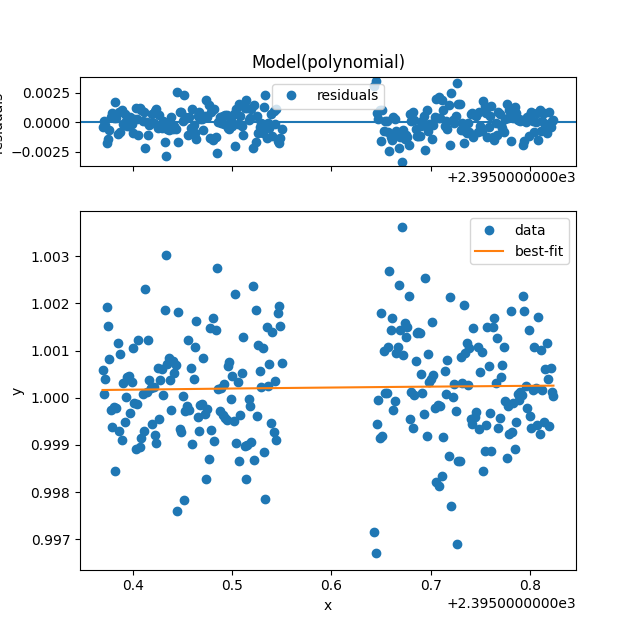 Model(polynomial)
0.0025
0.0000
−0.0025
residuals
+2.3950000000e3
1.003
1.002
1.001
1.000
0.999
0.998
0.997
y
data
best-fit
0.4
0.5
0.6
0.7
0.8
x
+2.3950000000e3